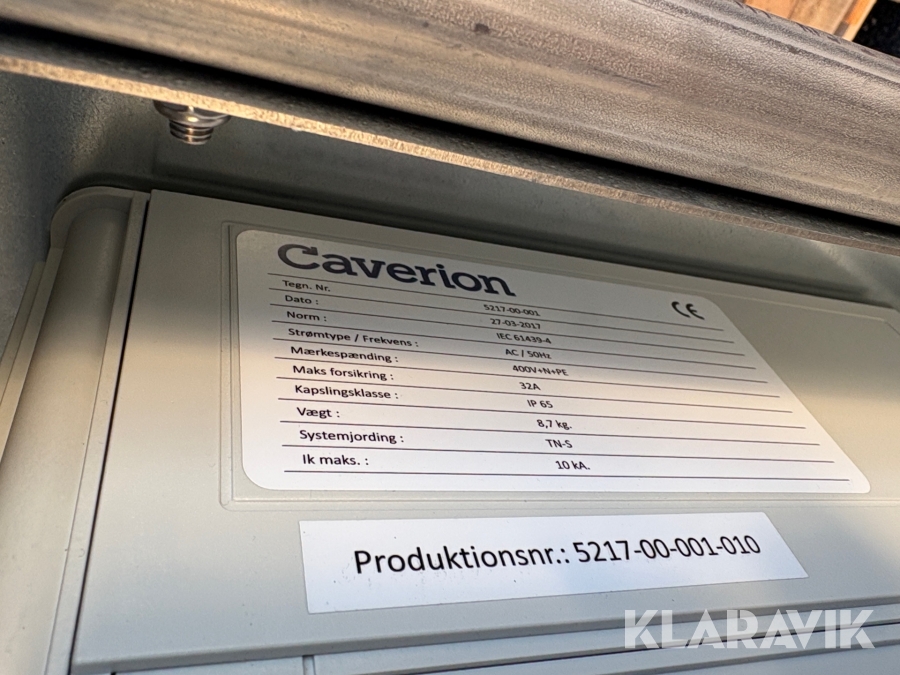 Caverion
CE
Tegn. Nr. 5217-00-001
Dato : 27-03-2017
Norm : IEC 61439-4
Strømtype / Frekvens : AC / 50Hz
Mærkespænding : 400V+N+PE
Maks forsikring : 32A
Kapslingsklasse : IP 65
Vægt : 8,7 kg.
Systemjording : TN-S
Ik maks. : 10 kA.
Produktionsnr.: 5217-00-001-010
KLARAVIK